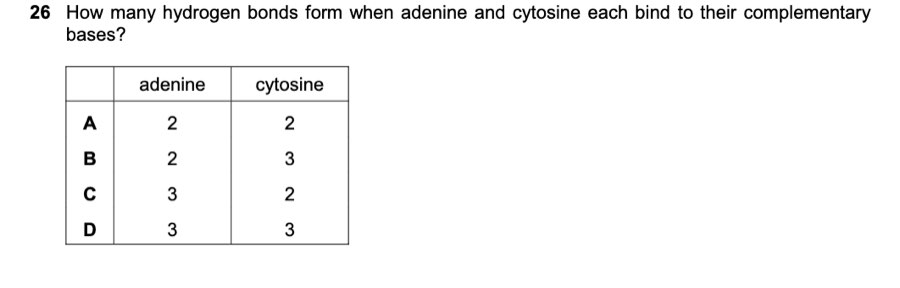 26 How many hydrogen bonds form when adenine and cytosine each bind to their complementary
bases?
adenine cytosine
A 2 2
B 2 3
C 3 2
D 3 3